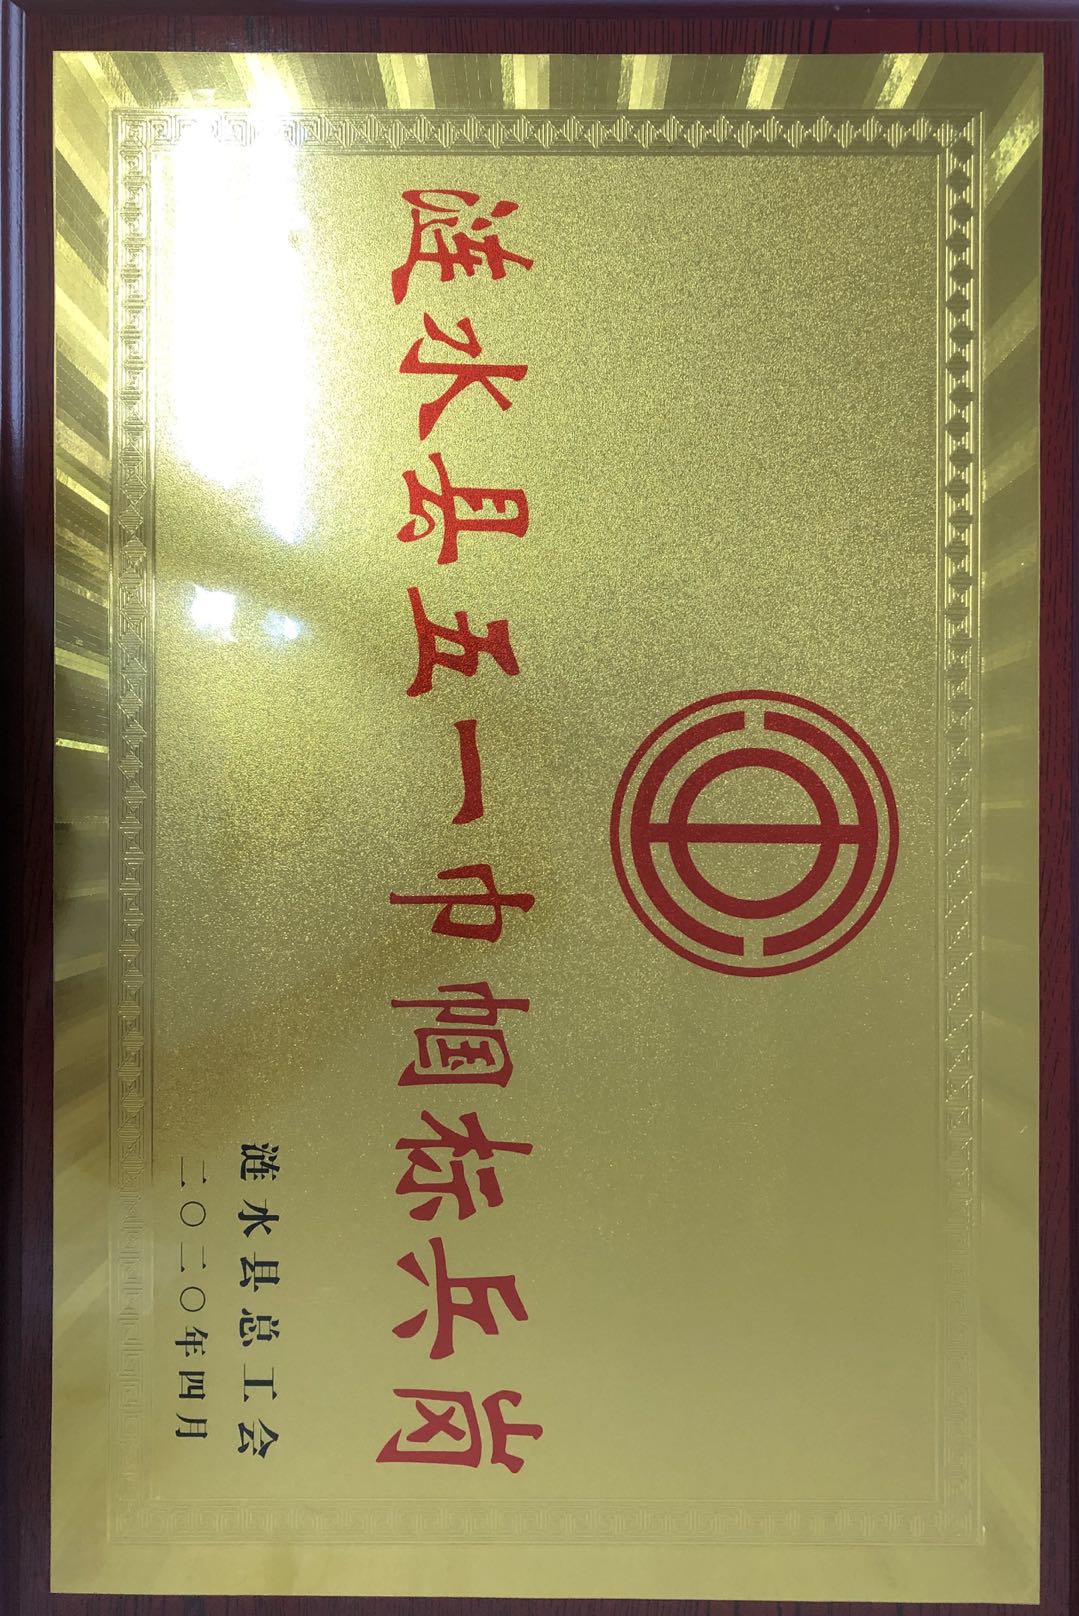 涟水县五一巾帼标兵岗
涟水县总工会
二〇二〇年四月